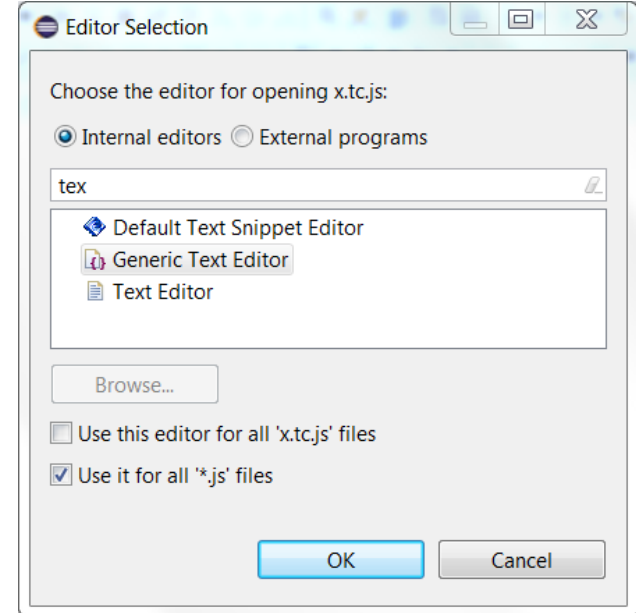 Editor Selection
Choose the editor for opening x.tc.js:
Internal editors External programs
tex
Default Text Snippet Editor
Generic Text Editor
Text Editor
Browse...
Use this editor for all 'x.tc.js' files
Use it for all '*.js' files
OK Cancel